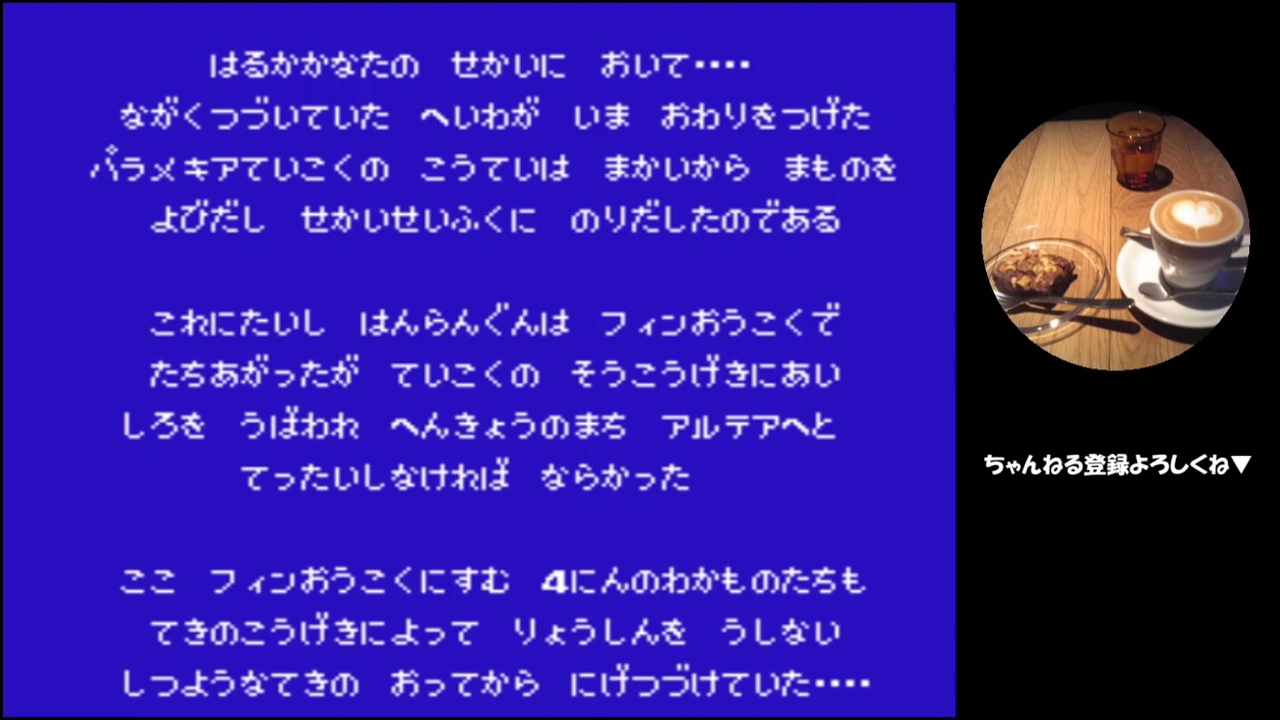 はるかかなたの　せかいに　おいて････
ながくつづいていた　へいわが　いま　おわりをつげた
パラメキアていこくの　こうていは　まかいから　まものを
よびだし　せかいせいふくに　のりだしたのである
これにたいし　はんらんぐんは　フィンおうこくで
たちあがったが　ていこくの　そうこうげきにあい
しろを　うばわれ　へんきょうのまち　アルテアへと
てったいしなければ　ならかった
ここ　フィンおうこくにすむ　4にんのわかものたちも
てきのこうげきによって　りょうしんを　うしない
しつようなてきの　おってから　にげつづけていた････
ちゃんねる登録よろしくね▼